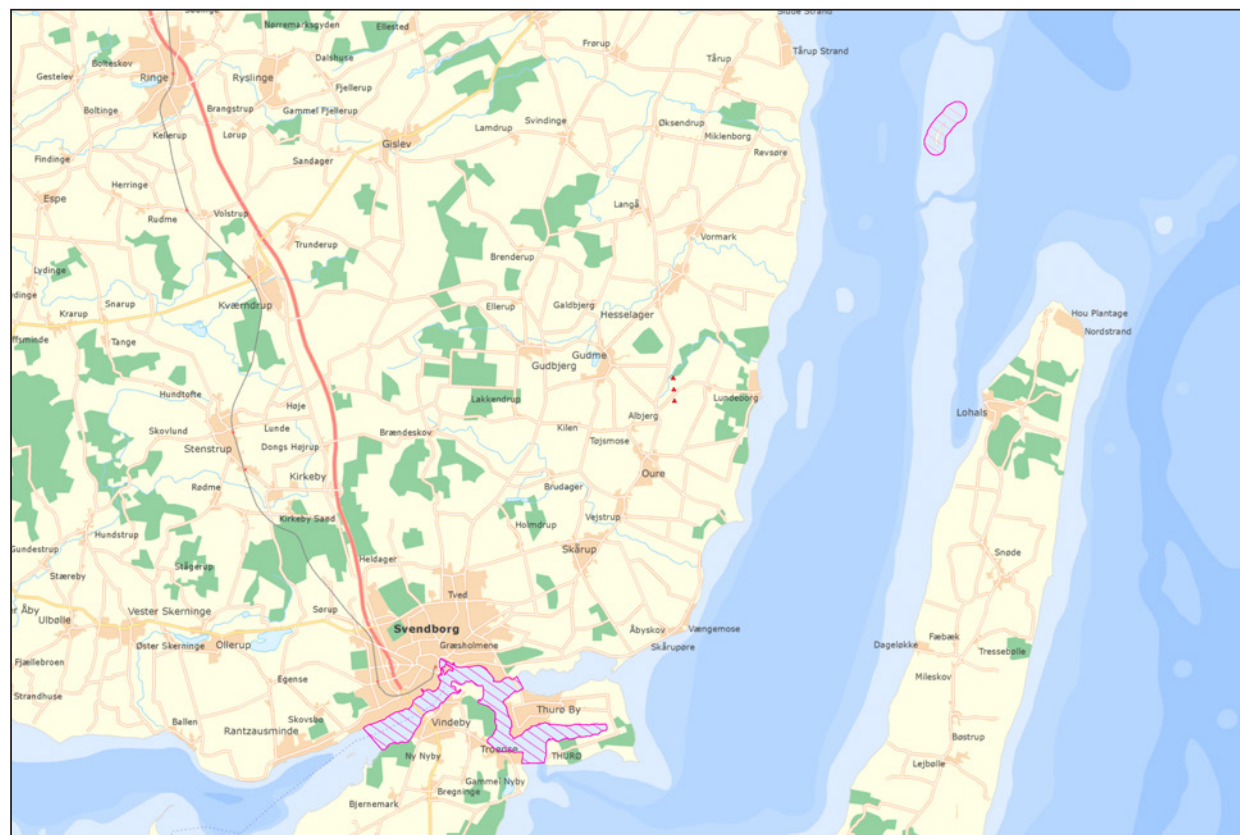 Tårup Strand
Nørremarksgyden
Ellested
Frørup
Bolteskov
Dalshuse
Gestelev
Ringe
Ryslinge
Tårup
Fjellerup
Boltinge
Brangstrup
Gammel Fjellerup
Lørup
Kellerup
Lamdrup
Svindinge
Øksendrup
Miklenborg
Gislev
Revsøre
Findinge
Sandager
Herringe
Espe
Rudme
Volstrup
Langå
Trunderup
Vormark
Brenderup
Lydinge
Snarup
Kværndrup
Ellerup
Galdbjerg
Krarup
Hesselager
Hou Plantage
Nordstrand
Tange
Gudme
Gudbjerg
Hundtofte
Lakkendrup
Lundeborg
Høje
Albjerg
Lohals
Skovlund
Lunde
Kilen
Brændeskov
Tøjsmose
Stenstrup
Dongs Højrup
Kirkeby
Oure
Rødme
Brudager
Kirkeby Sand
Vejstrup
Holmdrup
Hundstrup
Gundestrup
Skårup
Heldager
Snøde
Stågerup
Stæreby
Tved
Sørup
Vester Skerninge
Ulbølle
Svendborg
Åbyskov
Vængemose
Øster Skerninge
Ollerup
Græsholmene
Skårupøre
Dageløkke
Fæbæk
Tressebølle
Fjællebroen
Egense
Mileskov
Strandhuse
Skovsbo
Thurø By
Ballen
Rantzausminde
Vindeby
Bøstrup
Ny Nyby
Troense
THURØ
Lejbølle
Gammel Nyby
Bregninge
Bjernemark